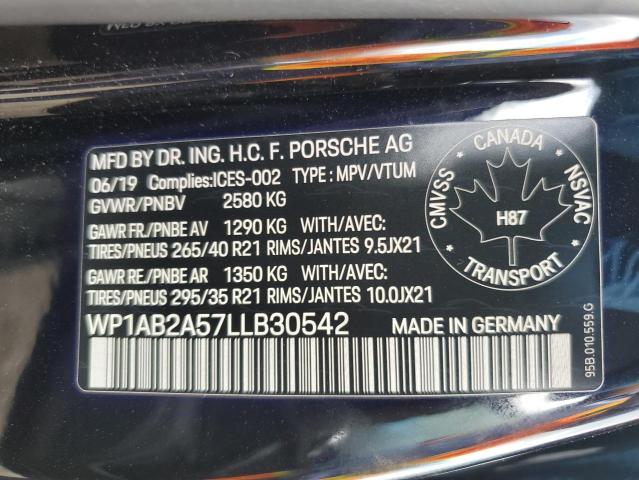 MFD BY DR. ING. H.C. F. PORSCHE AG
06/19 Complies:ICES-002 TYPE : MPV/VTUM
GVWR/PNBV 2580 KG
GAWR FR./PNBE AV 1290 KG WITH/AVEC:
TIRES/PNEUS 265/40 R21 RIMS/JANTES 9.5JX21
GAWR RE./PNBE AR 1350 KG WITH/AVEC:
TIRES/PNEUS 295/35 R21 RIMS/JANTES 10.0JX21
WP1AB2A57LLB30542 MADE IN GERMANY
CANADA
CMVSS
NSVAC
H87
TRANSPORT
95B.010.559.G